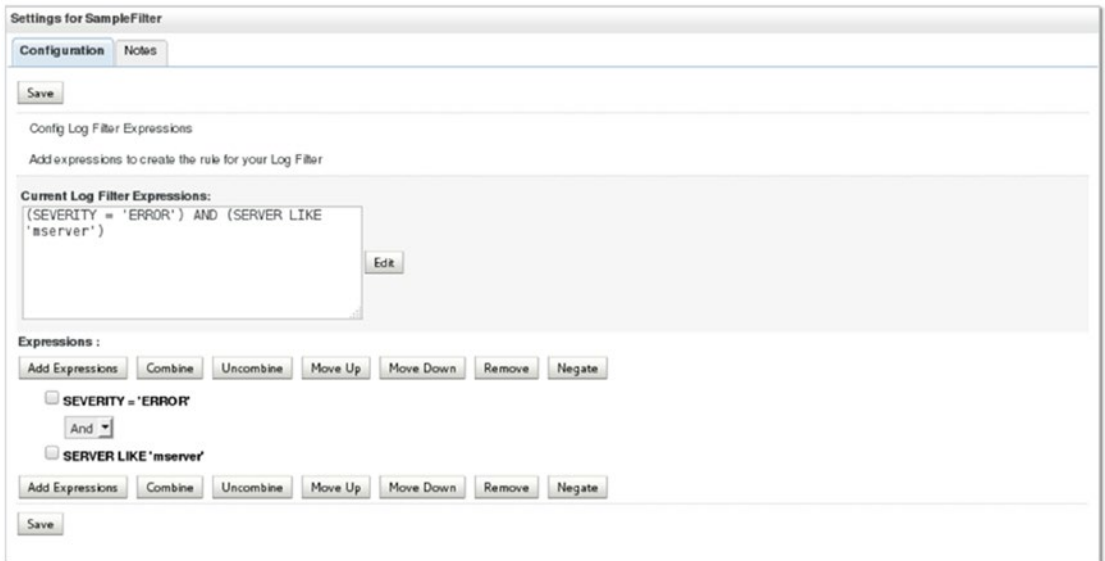 Settings for SampleFilter
Configuration Notes
Save
Config Log Filter Expressions
Add expressions to create the rule for your Log Filter
Current Log Filter Expressions:
(SEVERITY = 'ERROR') AND (SERVER LIKE
'mserver')
Edit
Expressions :
Add Expressions Combine Uncombine Move Up Move Down Remove Negate
SEVERITY = 'ERROR'
And
SERVER LIKE 'mserver'
Add Expressions Combine Uncombine Move Up Move Down Remove Negate
Save